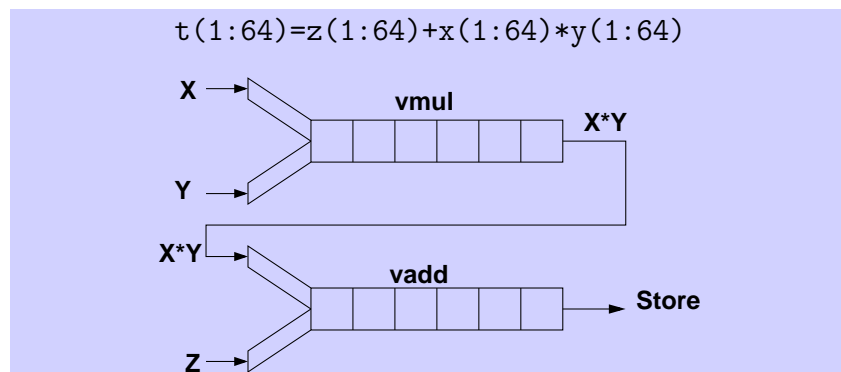 t(1:64)=z(1:64)+x(1:64)*y(1:64)
X
vmul
X*Y
Y
X*Y
vadd
Store
Z